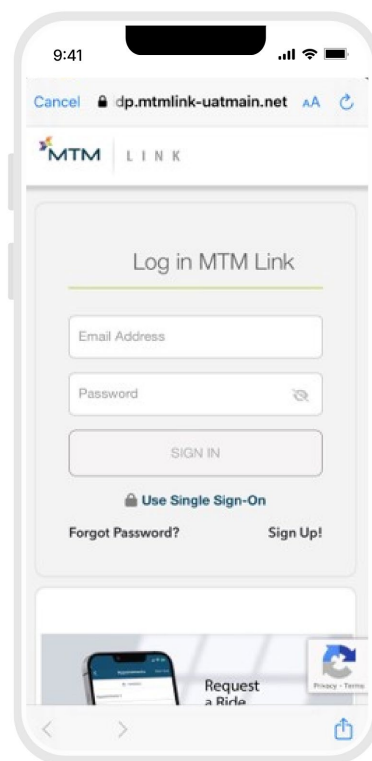 9:41
Cancel dp.mtmlink-uatmain.net AA
MTM LINK
Log in MTM Link
Email Address
Password
SIGN IN
Use Single Sign-On
Forgot Password? Sign Up!
Appointments
Request
a Ride
Privacy - Terms